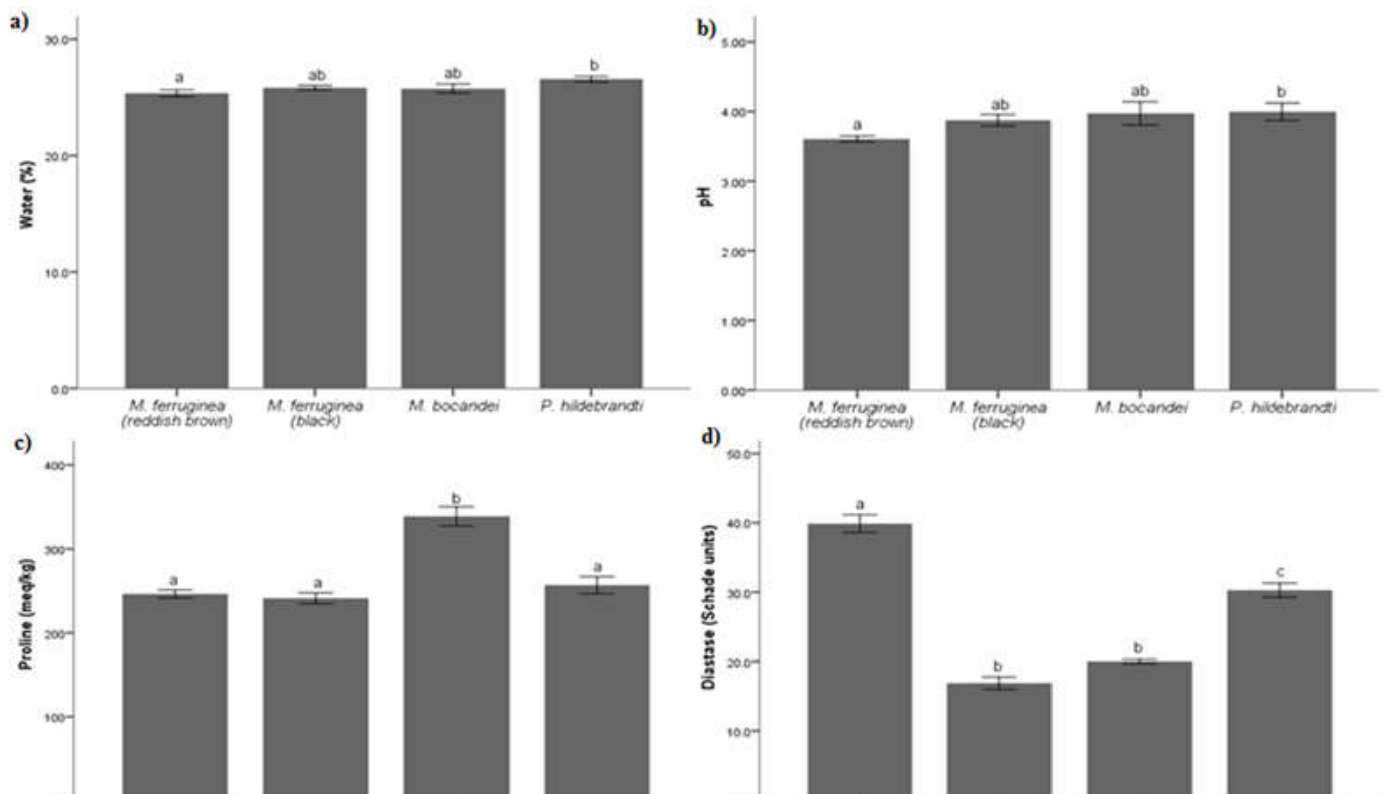 a)
30.0
20.0
10.0
0.0
Water (%)
a
ab
ab
b
M. ferruginea
(reddish brown)
M. ferruginea
(black)
M. bocandei
P. hildebrandti
b)
5.00
4.00
3.00
2.00
1.00
0.00
pH
a
ab
ab
b
M. ferruginea
(reddish brown)
M. ferruginea
(black)
M. bocandei
P. hildebrandti
c)
400
300
200
100
Proline (meq/kg)
a
a
b
a
d)
50.0
40.0
30.0
20.0
10.0
Diastase (Schade units)
a
b
b
c